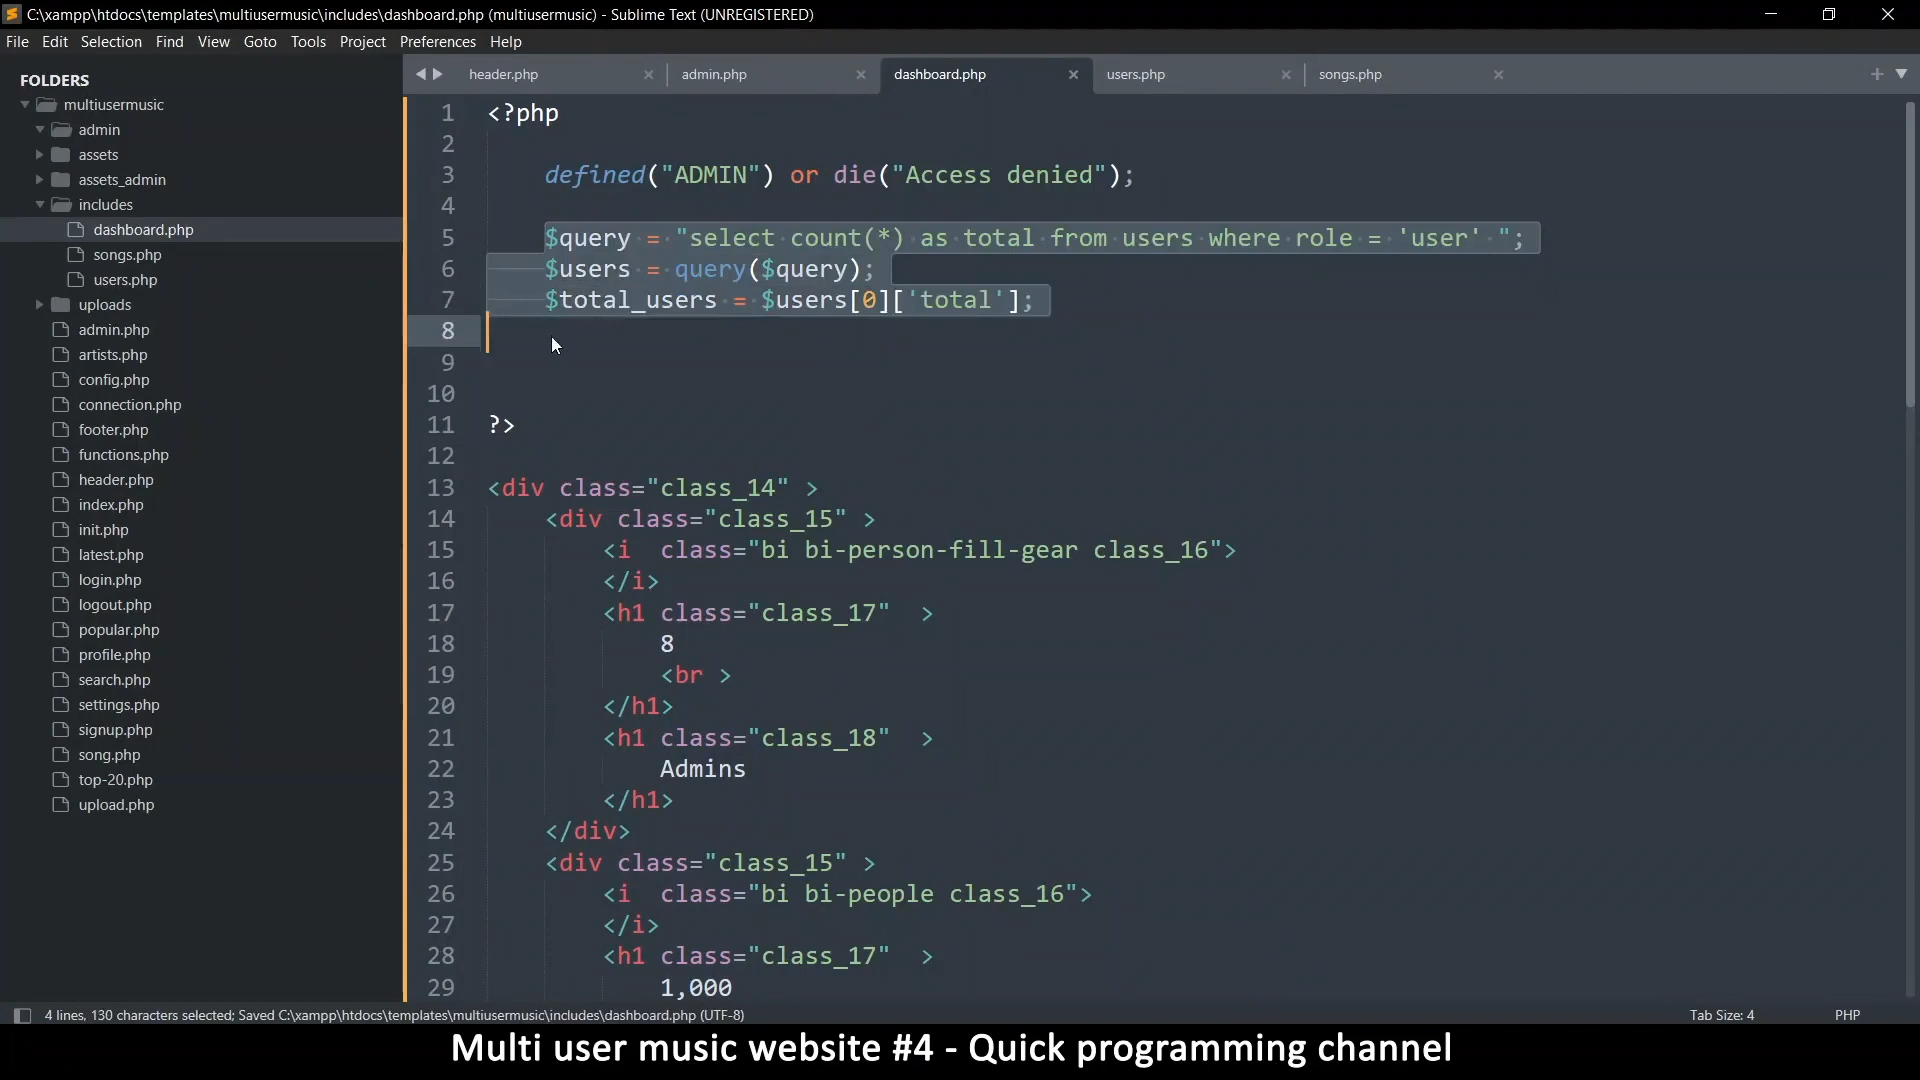 C:\xampp\htdocs\templates\multiusermusic\includes\dashboard.php (multiusermusic) - Sublime Text (UNREGISTERED)
File Edit Selection Find View Goto Tools Project Preferences Help
FOLDERS
multiusermusic
admin
assets
assets_admin
includes
dashboard.php
songs.php
users.php
uploads
admin.php
artists.php
config.php
connection.php
footer.php
functions.php
header.php
index.php
init.php
latest.php
login.php
logout.php
popular.php
profile.php
search.php
settings.php
signup.php
song.php
top-20.php
upload.php
header.php admin.php dashboard.php users.php songs.php
1 <?php
2
3 defined("ADMIN") or die("Access denied");
4
5 $query = "select count(*) as total from users where role = 'user' ";
6 $users = query($query);
7 $total_users = $users[0]['total'];
8
9
10
11 ?>
12
13 <div class="class_14" >
14 <div class="class_15" >
15 <i  class="bi bi-person-fill-gear class_16">
16 </i>
17 <h1 class="class_17"  >
18 8
19 <br >
20 </h1>
21 <h1 class="class_18"  >
22 Admins
23 </h1>
24 </div>
25 <div class="class_15" >
26 <i  class="bi bi-people class_16">
27 </i>
28 <h1 class="class_17"  >
29 1,000
4 lines, 130 characters selected; Saved C:\xampp\htdocs\templates\multiusermusic\includes\dashboard.php (UTF-8) Tab Size: 4 PHP
Multi user music website #4 - Quick programming channel